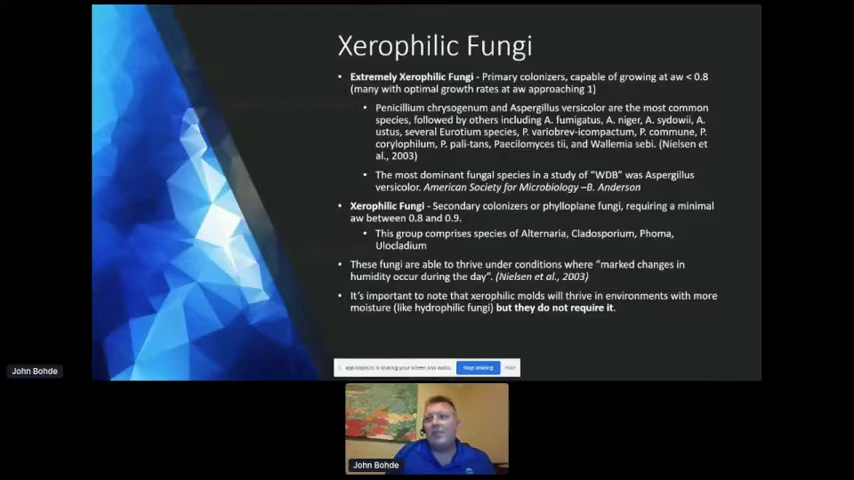 Xerophilic Fungi
• Extremely Xerophilic Fungi - Primary colonizers, capable of growing at aw < 0.8
(many with optimal growth rates at aw approaching 1)
• Penicillium chrysogenum and Aspergillus versicolor are the most common
species, followed by others including A. fumigatus, A. niger, A. sydowii, A.
ustus, several Eurotium species, P. variobrev-icompactum, P. commune, P.
corylophilum, P. pali-tans, Paecilomyces tii, and Wallemia sebi. (Nielsen et
al., 2003)
• The most dominant fungal species in a study of “WDB” was Aspergillus
versicolor. American Society for Microbiology –B. Anderson
• Xerophilic Fungi - Secondary colonizers or phylloplane fungi, requiring a minimal
aw between 0.8 and 0.9.
• This group comprises species of Alternaria, Cladosporium, Phoma,
Ulocladium
• These fungi are able to thrive under conditions where “marked changes in
humidity occur during the day”. (Nielsen et al., 2003)
• It’s important to note that xerophilic molds will thrive in environments with more
moisture (like hydrophilic fungi) but they do not require it.
is sharing your screen and audio. Stop sharing Hide
John Bohde
John Bohde